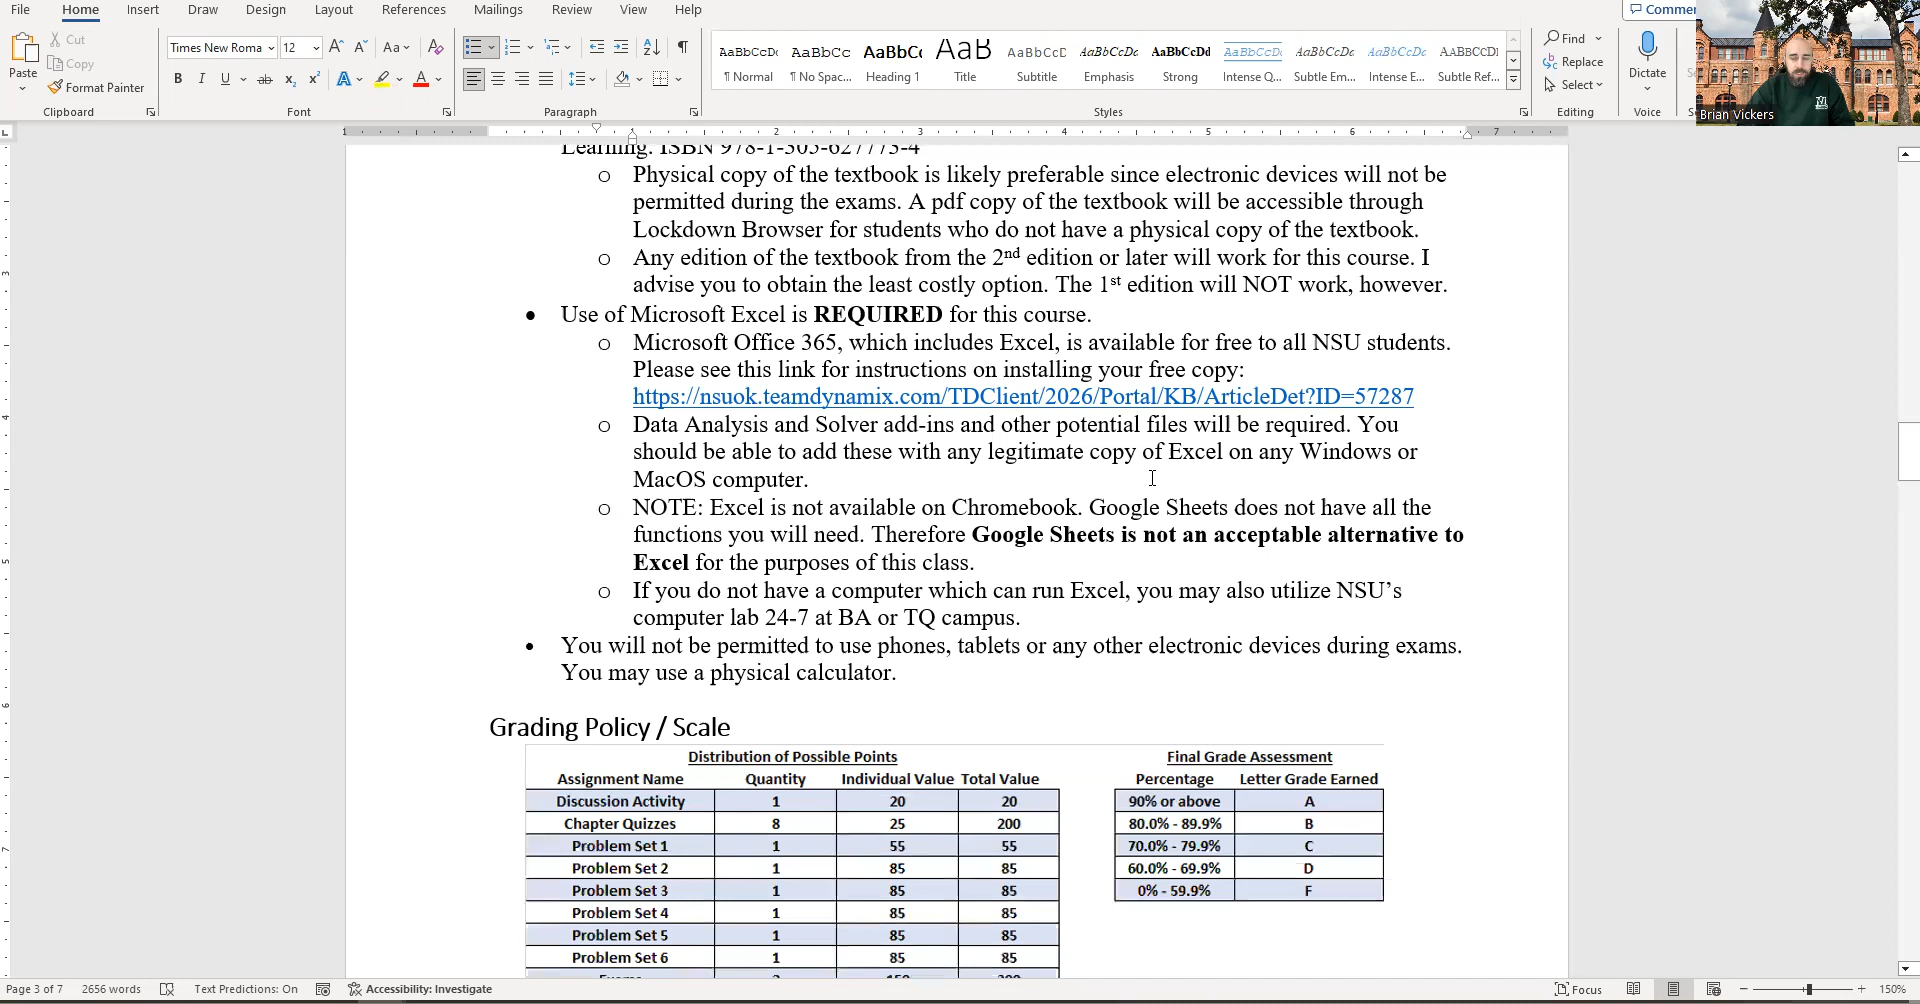 File Home Insert Draw Design Layout References Mailings Review View Help
Comme
Paste
Cut
Copy
Format Painter
Clipboard
Times New Roma 12
Font
Paragraph
AaBbCcDc AaBbCc AaBbC AaB AaBbCcD AaBbCcDc AaBbCcDd AaBbCcDc AaBbCcDc AaBbCcDc AABBCCDI
¶ Normal ¶ No Spac... Heading 1 Title Subtitle Emphasis Strong Intense Q... Subtle Em... Intense E... Subtle Ref...
Styles
Find
Replace
Select
Editing
Dictate
Voice
Brian Vickers
1 2 3 4 5 6 7
Learning. ISBN 978-1-305-627773-4
o Physical copy of the textbook is likely preferable since electronic devices will not be
permitted during the exams. A pdf copy of the textbook will be accessible through
Lockdown Browser for students who do not have a physical copy of the textbook.
o Any edition of the textbook from the 2nd edition or later will work for this course. I
advise you to obtain the least costly option. The 1st edition will NOT work, however.
• Use of Microsoft Excel is REQUIRED for this course.
o Microsoft Office 365, which includes Excel, is available for free to all NSU students.
Please see this link for instructions on installing your free copy:
https://nsuok.teamdynamix.com/TDClient/2026/Portal/KB/ArticleDet?ID=57287
o Data Analysis and Solver add-ins and other potential files will be required. You
should be able to add these with any legitimate copy of Excel on any Windows or
MacOS computer.
o NOTE: Excel is not available on Chromebook. Google Sheets does not have all the
functions you will need. Therefore Google Sheets is not an acceptable alternative to
Excel for the purposes of this class.
o If you do not have a computer which can run Excel, you may also utilize NSU’s
computer lab 24-7 at BA or TQ campus.
• You will not be permitted to use phones, tablets or any other electronic devices during exams.
You may use a physical calculator.
Grading Policy / Scale
Distribution of Possible Points
Assignment Name Quantity Individual Value Total Value
Discussion Activity 1 20 20
Chapter Quizzes 8 25 200
Problem Set 1 1 55 55
Problem Set 2 1 85 85
Problem Set 3 1 85 85
Problem Set 4 1 85 85
Problem Set 5 1 85 85
Problem Set 6 1 85 85
Final Grade Assessment
Percentage Letter Grade Earned
90% or above A
80.0% - 89.9% B
70.0% - 79.9% C
60.0% - 69.9% D
0% - 59.9% F
Page 3 of 7 2656 words Text Predictions: On Accessibility: Investigate
Focus 150%